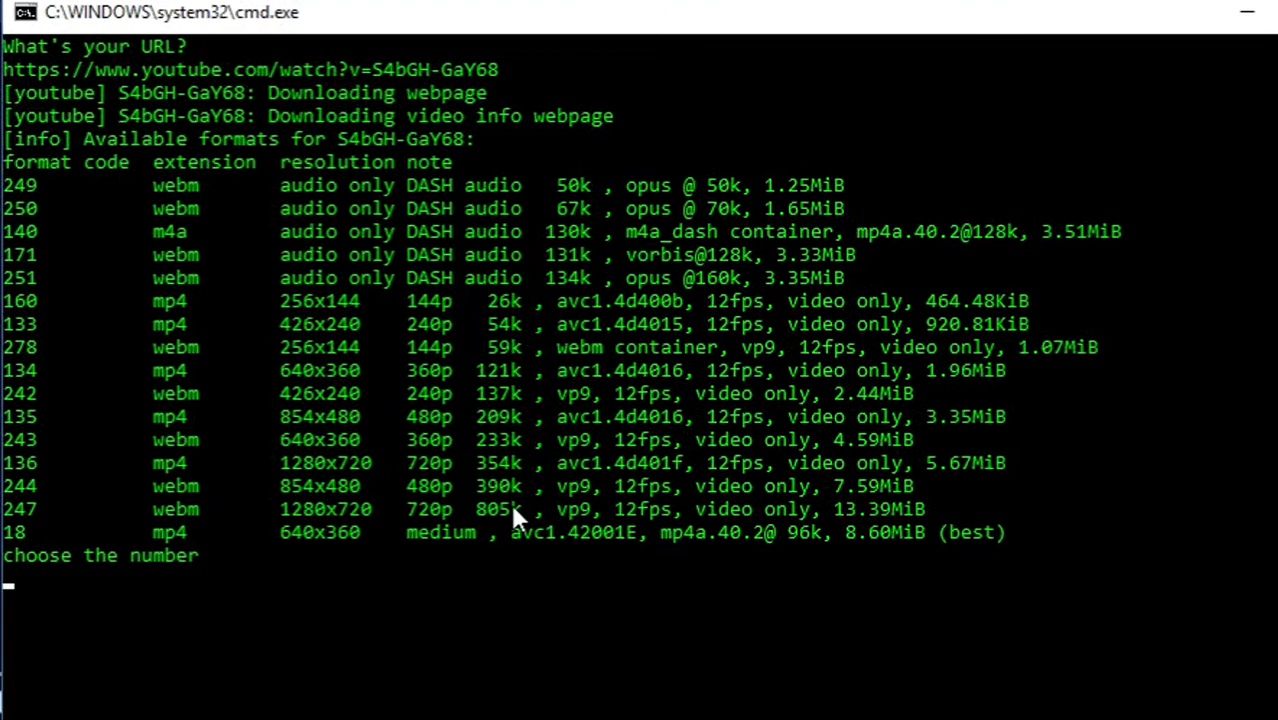 C:\WINDOWS\system32\cmd.exe
What's your URL?
https://www.youtube.com/watch?v=S4bGH-GaY68
[youtube] S4bGH-GaY68: Downloading webpage
[youtube] S4bGH-GaY68: Downloading video info webpage
[info] Available formats for S4bGH-GaY68:
format code  extension  resolution note
249          webm       audio only DASH audio   50k , opus @ 50k, 1.25MiB
250          webm       audio only DASH audio   67k , opus @ 70k, 1.65MiB
140          m4a        audio only DASH audio  130k , m4a_dash container, mp4a.40.2@128k, 3.51MiB
171          webm       audio only DASH audio  131k , vorbis@128k, 3.33MiB
251          webm       audio only DASH audio  134k , opus @160k, 3.35MiB
160          mp4        256x144    144p   26k , avc1.4d400b, 12fps, video only, 464.48KiB
133          mp4        426x240    240p   54k , avc1.4d4015, 12fps, video only, 920.81KiB
278          webm       256x144    144p   59k , webm container, vp9, 12fps, video only, 1.07MiB
134          mp4        640x360    360p  121k , avc1.4d4016, 12fps, video only, 1.96MiB
242          webm       426x240    240p  137k , vp9, 12fps, video only, 2.44MiB
135          mp4        854x480    480p  209k , avc1.4d4016, 12fps, video only, 3.35MiB
243          webm       640x360    360p  233k , vp9, 12fps, video only, 4.59MiB
136          mp4        1280x720   720p  354k , avc1.4d401f, 12fps, video only, 5.67MiB
244          webm       854x480    480p  390k , vp9, 12fps, video only, 7.59MiB
247          webm       1280x720   720p  805k , vp9, 12fps, video only, 13.39MiB
18           mp4        640x360    medium , avc1.42001E, mp4a.40.2@ 96k, 8.60MiB (best)
choose the number